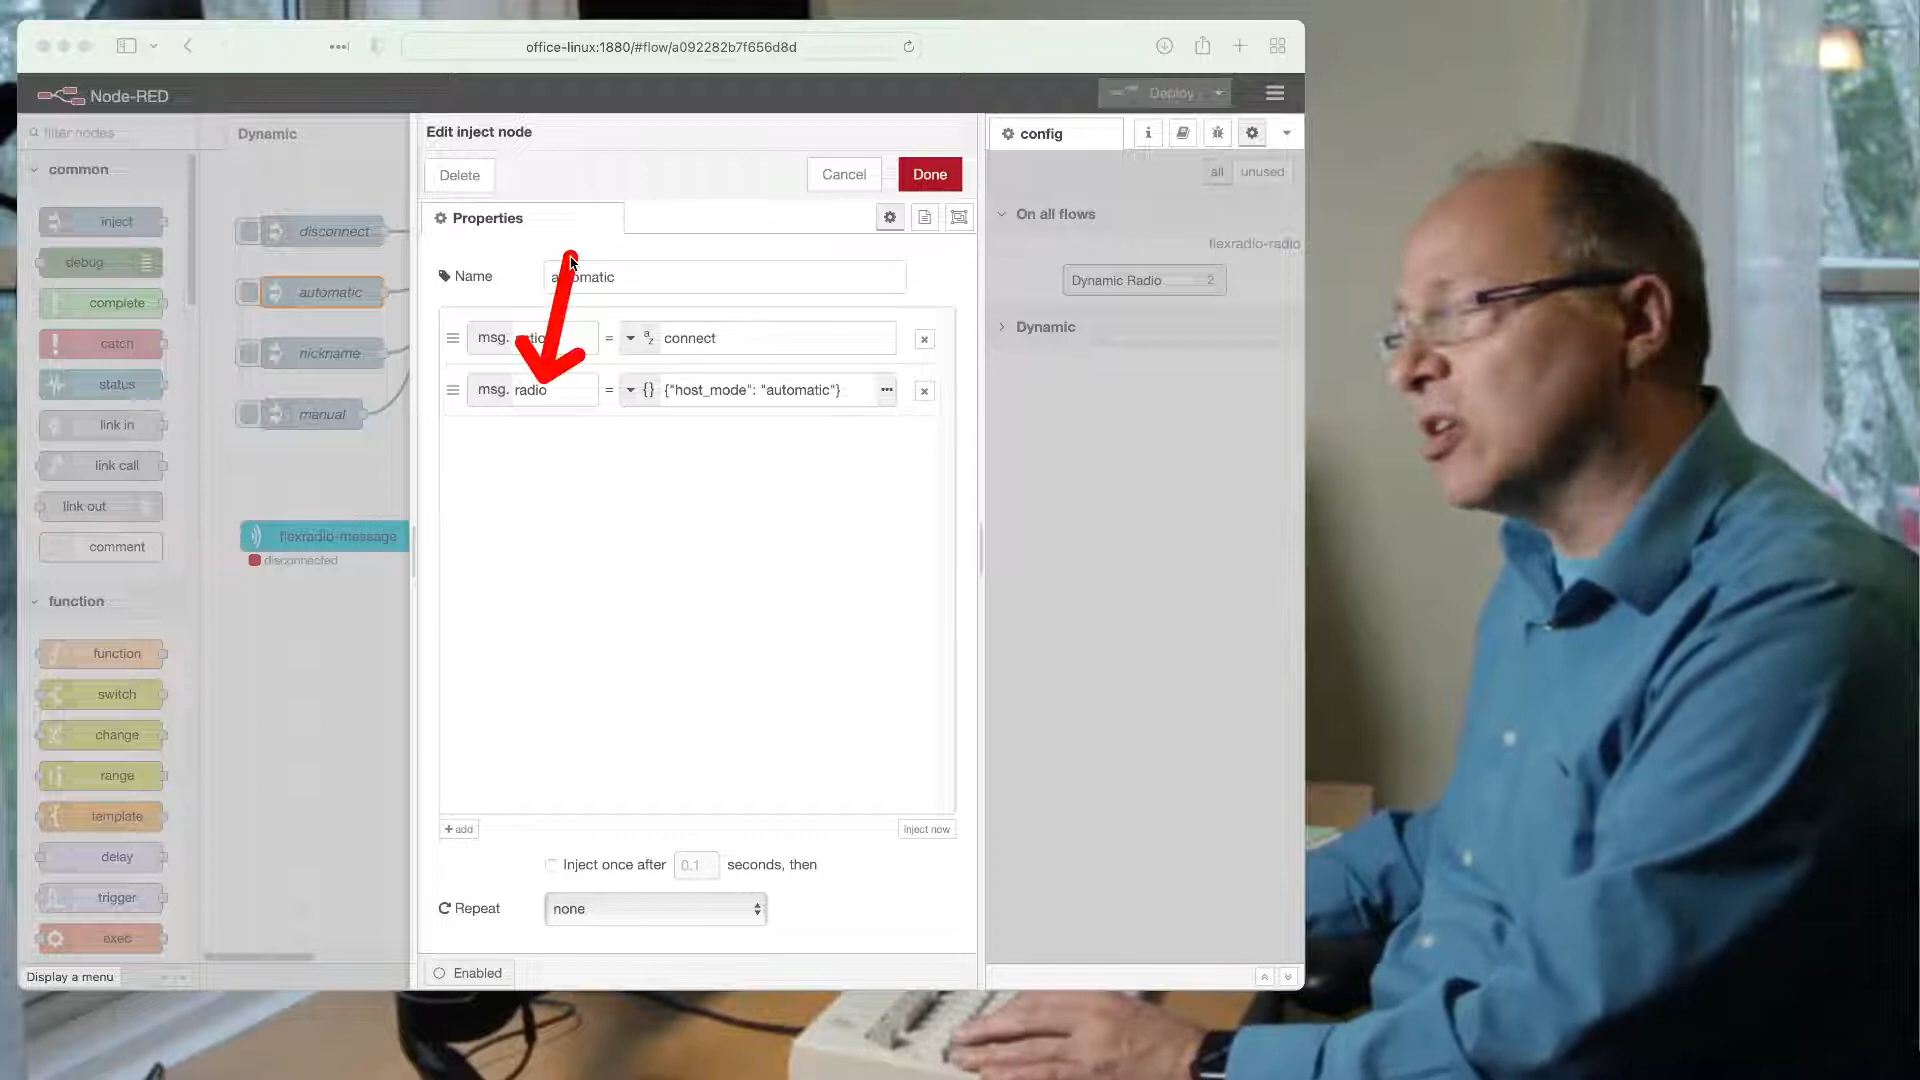 office-linux:1880/#flow/a092282b7f656d8d
Node-RED
Deploy
filter nodes
Dynamic
Edit inject node
config
Delete
Cancel
Done
all
unused
common
Properties
On all flows
flexradio-radio
inject
disconnect
debug
Name
Dynamic Radio 2
automatic
complete
msg.
=
connect
Dynamic
catch
nickname
status
msg. radio
=
{} {"host_mode": "automatic"}
manual
link in
link call
link out
flexradio-message
comment
disconnected
function
function
switch
change
range
template
+ add
inject now
delay
Inject once after 0.1 seconds, then
trigger
Repeat
none
exec
Display a menu
Enabled